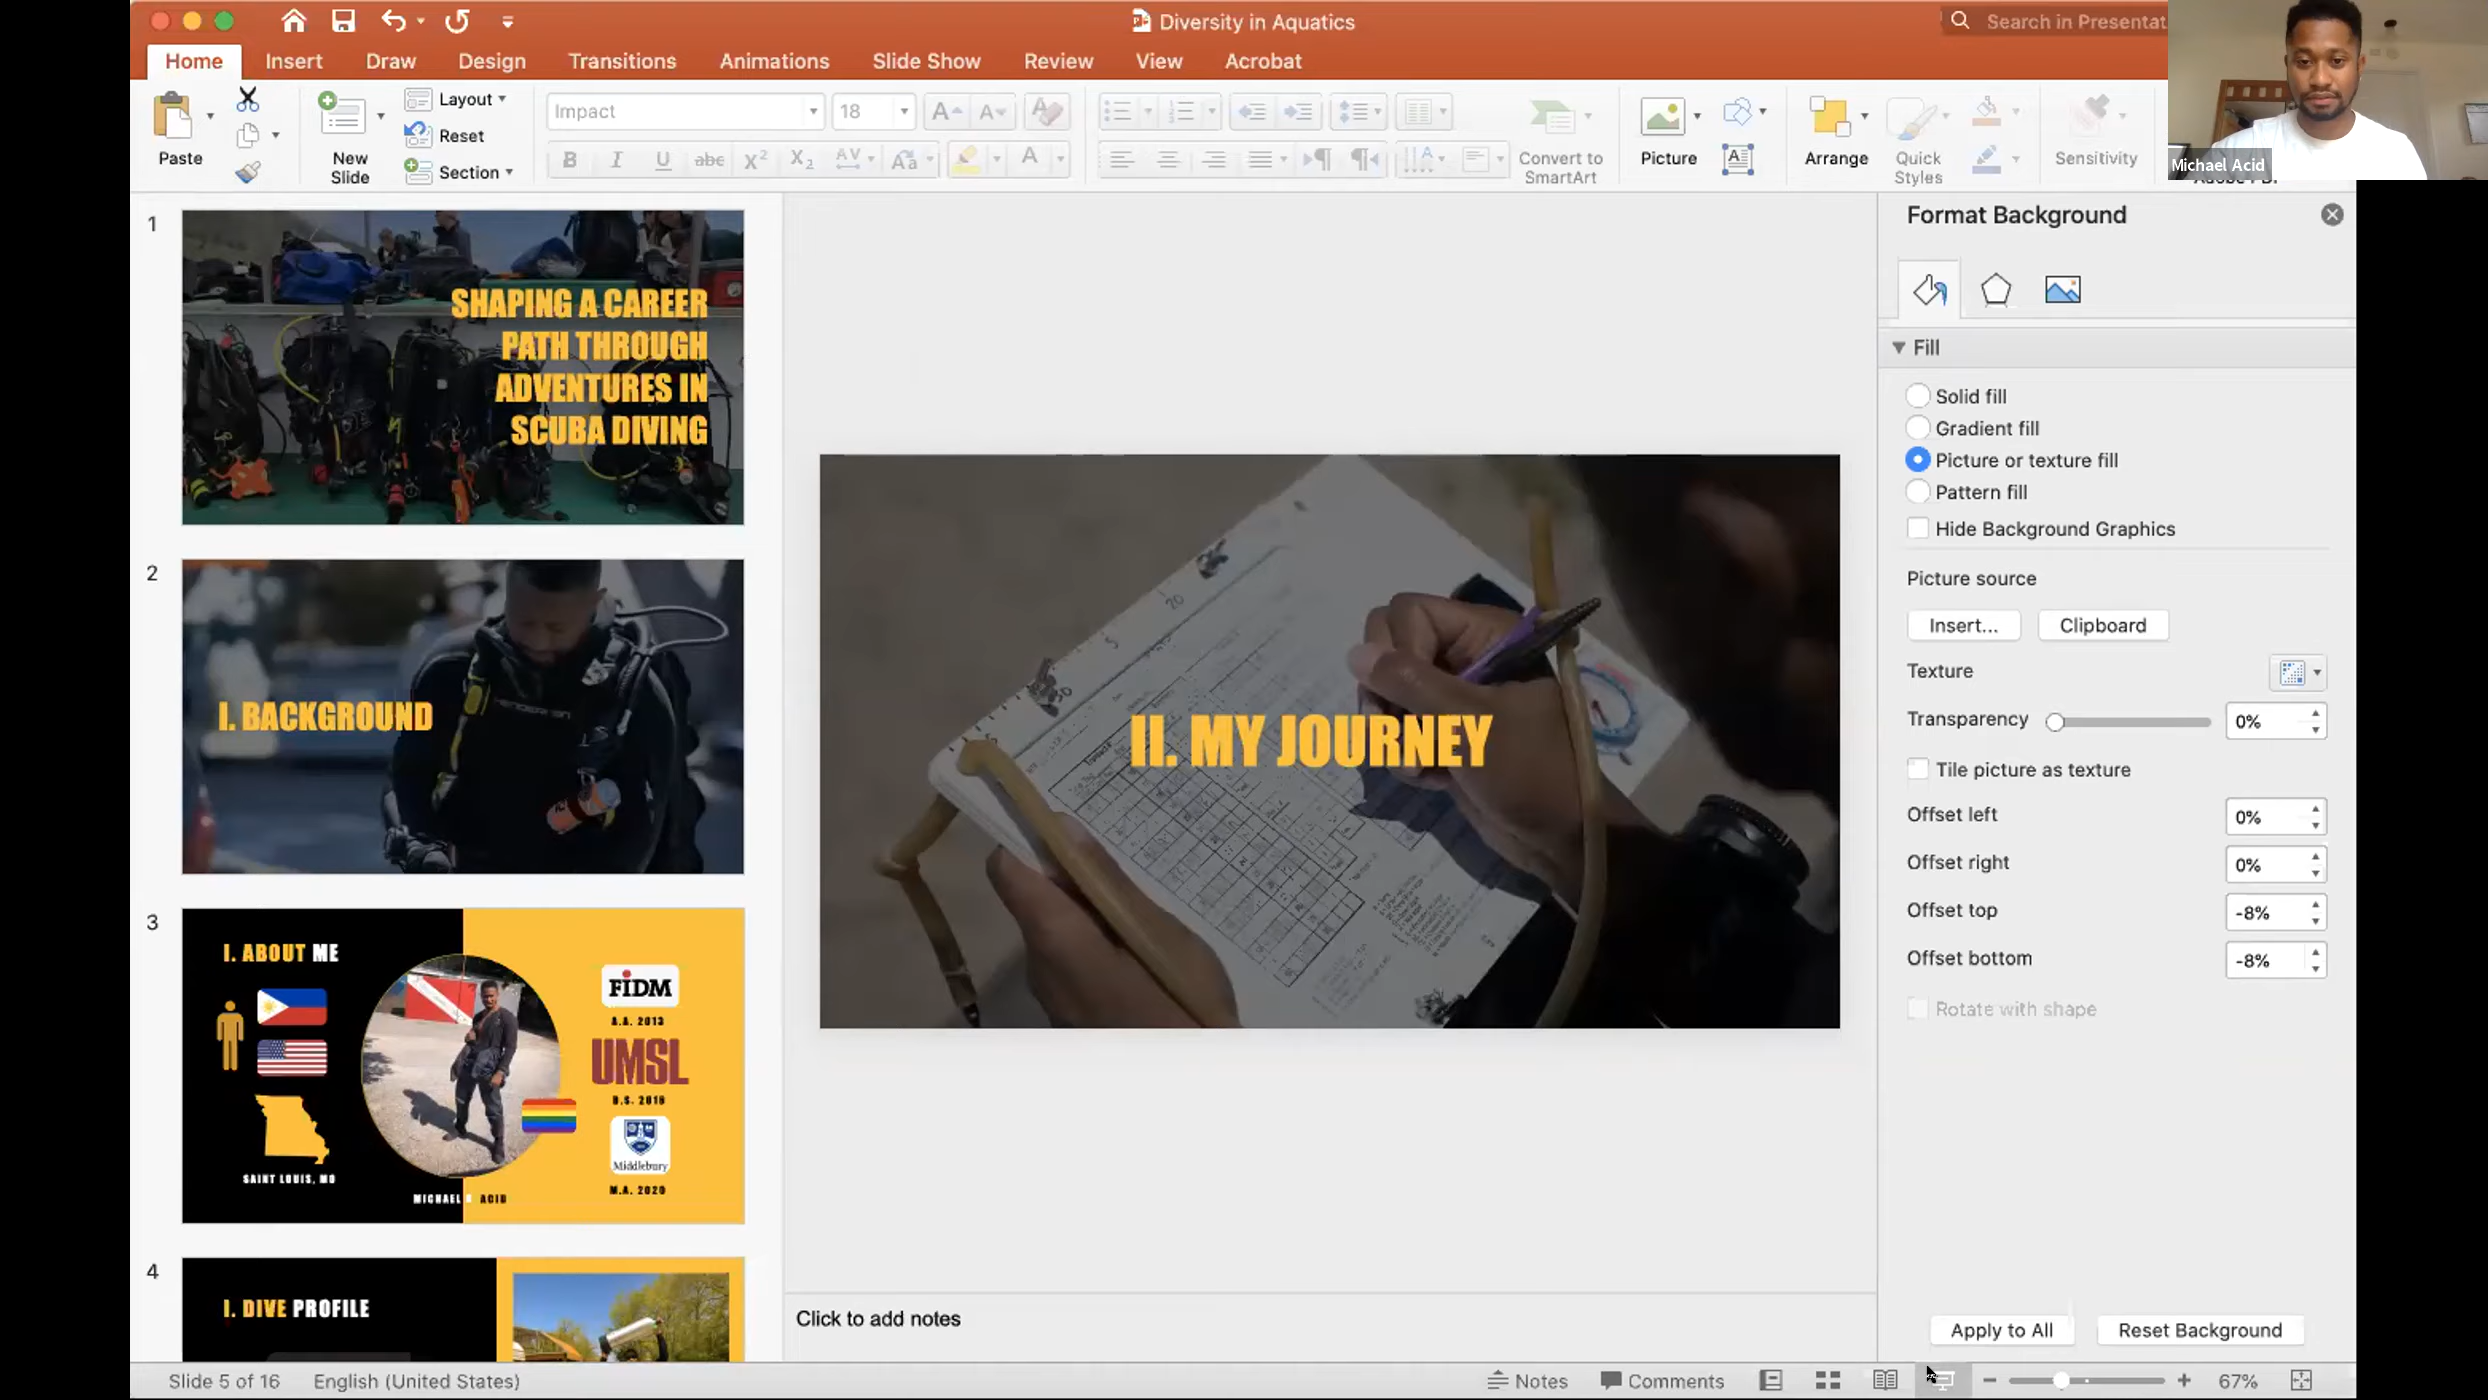 Diversity in Aquatics
Search in Presentat
Home Insert Draw Design Transitions Animations Slide Show Review View Acrobat
Paste
New
Slide
Layout
Reset
Section
Impact
18
Convert to
SmartArt
Picture
Arrange
Quick
Styles
Sensitivity
Michael Acid
1
SHAPING A CAREER
PATH THROUGH
ADVENTURES IN
SCUBA DIVING
2
I. BACKGROUND
3
I. ABOUT ME
SAINT LOUIS, MO
FIDM
A.A. 2013
UMSL
B.S. 2019
Middlebury
M.A. 2020
4
I. DIVE PROFILE
II. MY JOURNEY
Click to add notes
Format Background
Fill
Solid fill
Gradient fill
Picture or texture fill
Pattern fill
Hide Background Graphics
Picture source
Insert... Clipboard
Texture
Transparency 0%
Tile picture as texture
Offset left 0%
Offset right 0%
Offset top -8%
Offset bottom -8%
Rotate with shape
Apply to All Reset Background
Slide 5 of 16 English (United States) Notes Comments 67%